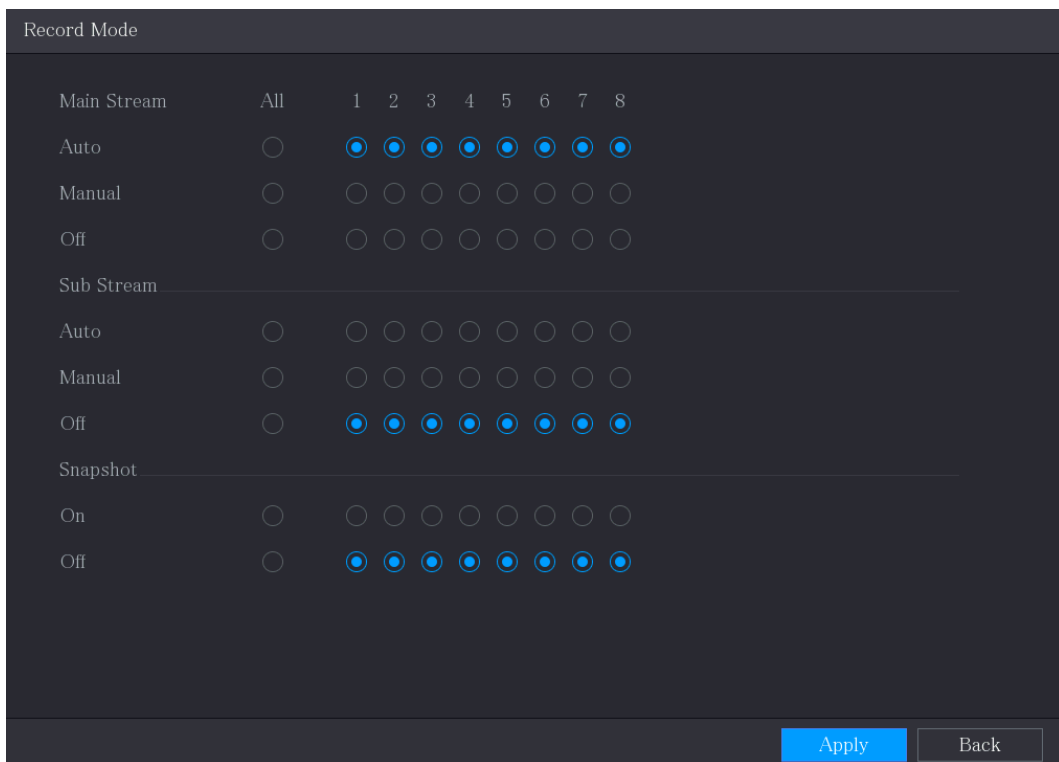 Record Mode
Main Stream All 1 2 3 4 5 6 7 8
Auto
Manual
Off
Sub Stream
Auto
Manual
Off
Snapshot
On
Off
Apply Back